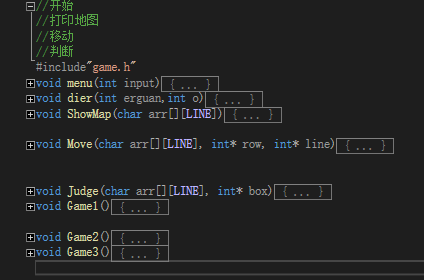 //开始
//打印地图
//移动
//判断
#include"game.h"
void menu(int input){ ... }
void dier(int erguan,int o){ ... }
void ShowMap(char arr[][LINE]){ ... }
void Move(char arr[][LINE], int* row, int* line){ ... }
void Judge(char arr[][LINE], int* box){ ... }
void Game1(){ ... }
void Game2(){ ... }
void Game3(){ ... }